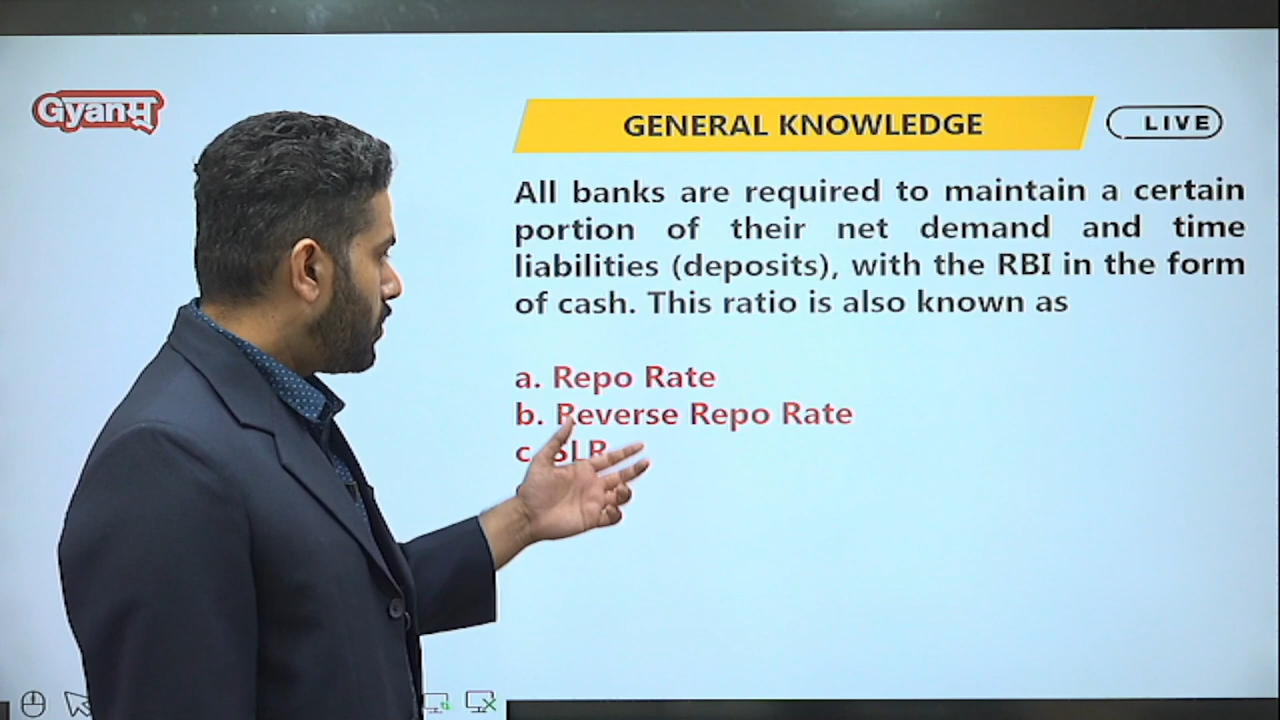 Gyanम्
GENERAL KNOWLEDGE
LIVE
All banks are required to maintain a certain
portion of their net demand and time
liabilities (deposits), with the RBI in the form
of cash. This ratio is also known as
a. Repo Rate
b. Reverse Repo Rate
c. SLR